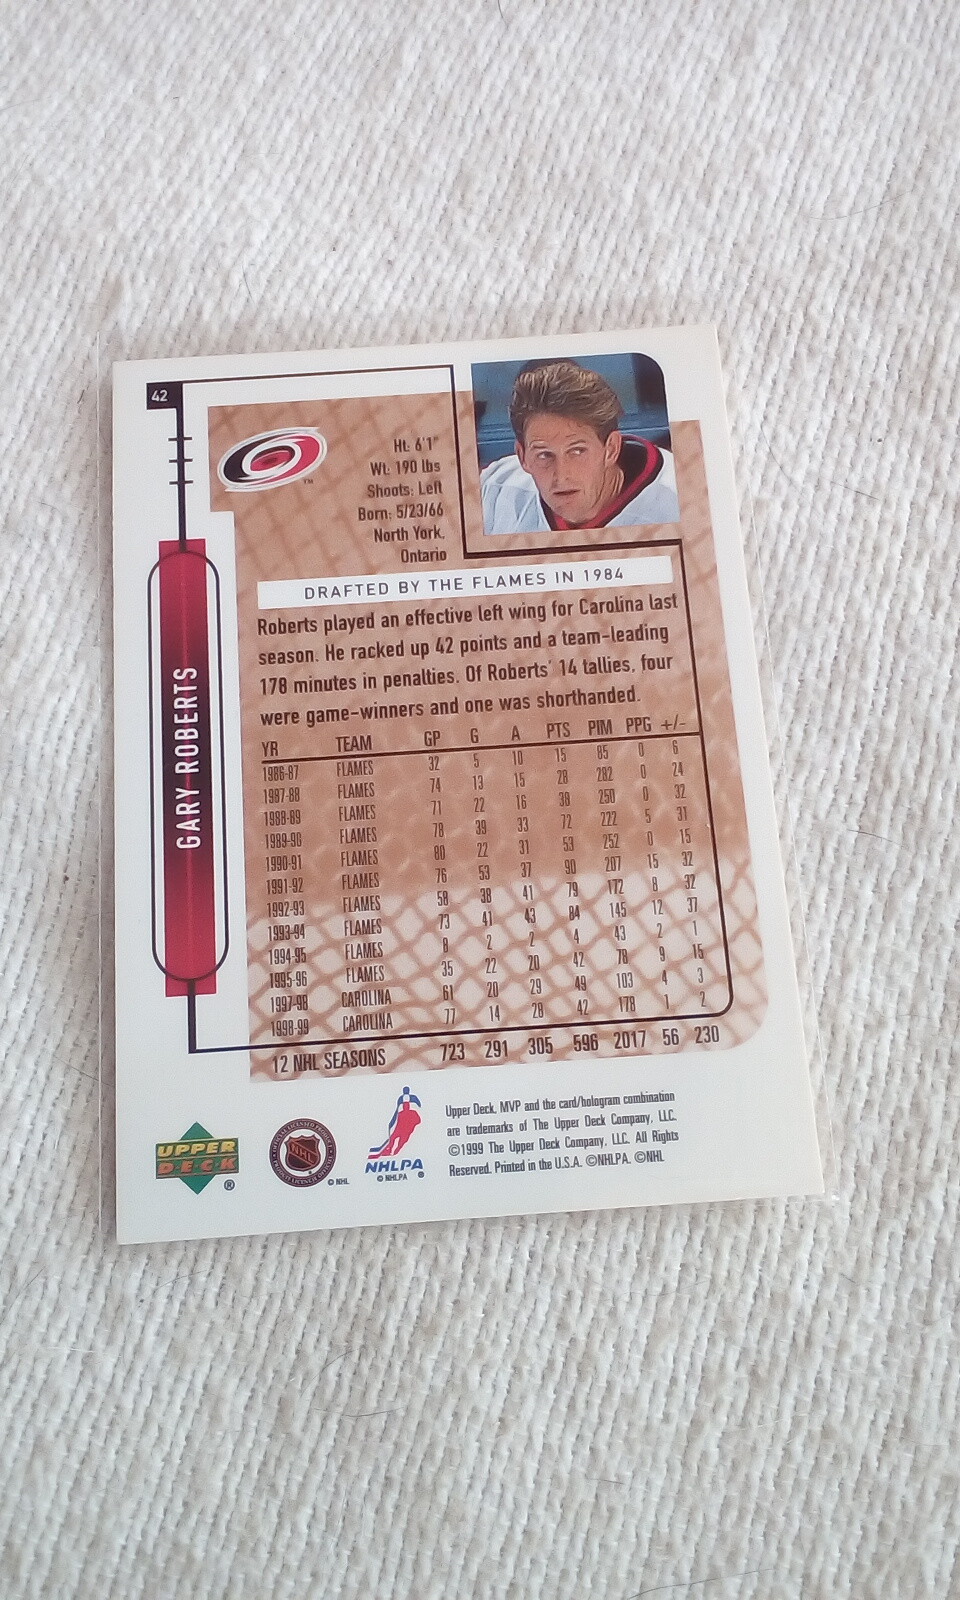 42
Ht: 6'1"
Wt: 190 lbs
Shoots: Left
Born: 5/23/66
North York,
Ontario
TM
DRAFTED BY THE FLAMES IN 1984
Roberts played an effective left wing for Carolina last
season. He racked up 42 points and a team-leading
178 minutes in penalties. Of Roberts' 14 tallies, four
were game-winners and one was shorthanded.
GARY ROBERTS
YR TEAM GP G A PTS PIM PPG +/-
1986-87 FLAMES 32 5 10 15 85 0 6
1987-88 FLAMES 74 13 15 28 282 0 24
1988-89 FLAMES 71 22 16 38 250 0 32
1989-90 FLAMES 78 39 33 72 222 5 31
1990-91 FLAMES 80 22 31 53 252 0 15
1991-92 FLAMES 76 53 37 90 207 15 32
1992-93 FLAMES 58 38 41 79 172 8 32
1993-94 FLAMES 73 41 43 84 145 12 37
1994-95 FLAMES 8 2 2 4 43 2 1
1995-96 FLAMES 35 22 20 42 78 9 15
1997-98 CAROLINA 61 20 29 49 103 4 3
1998-99 CAROLINA 77 14 28 42 178 1 2
12 NHL SEASONS 723 291 305 596 2017 56 230
UPPER
DECK
®
NHL
© NHL
NHLPA
© NHLPA ®
Upper Deck, MVP and the card/hologram combination
are trademarks of The Upper Deck Company, LLC.
©1999 The Upper Deck Company, LLC. All Rights
Reserved. Printed in the U.S.A. ©NHLPA. ©NHL